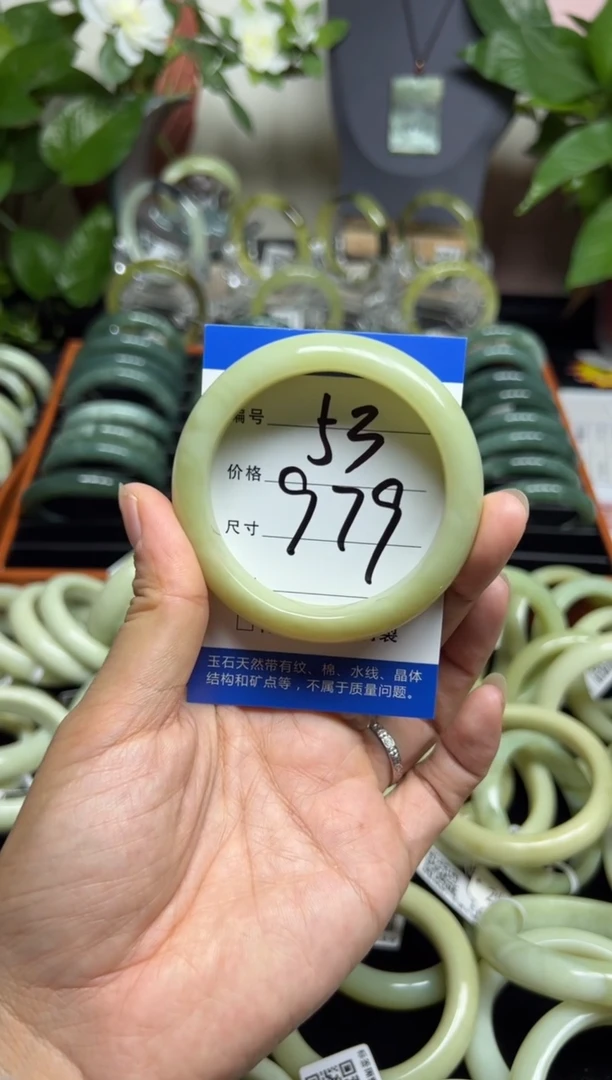 编号 53
价格 979
尺寸
玉石天然带有纹、棉、水线、晶体
结构和矿点等，不属于质量问题。